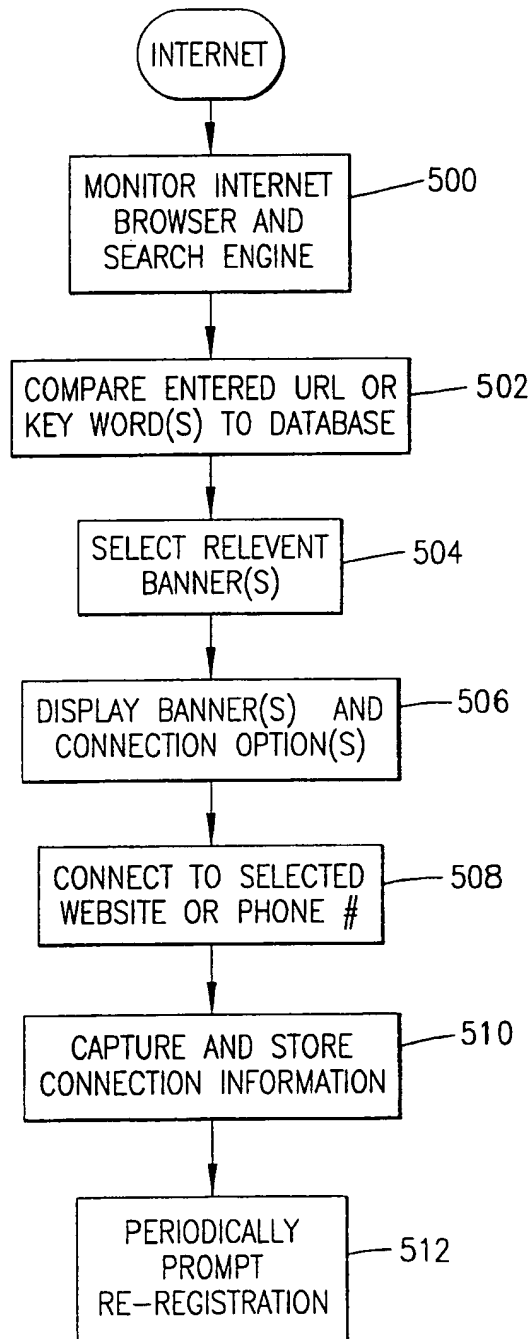 INTERNET
MONITOR INTERNET
BROWSER AND
SEARCH ENGINE
500
COMPARE ENTERED URL OR
KEY WORD(S) TO DATABASE
502
SELECT RELEVENT
BANNER(S)
504
DISPLAY BANNER(S) AND
CONNECTION OPTION(S)
506
CONNECT TO SELECTED
WEBSITE OR PHONE #
508
CAPTURE AND STORE
CONNECTION INFORMATION
510
PERIODICALLY
PROMPT
RE-REGISTRATION
512